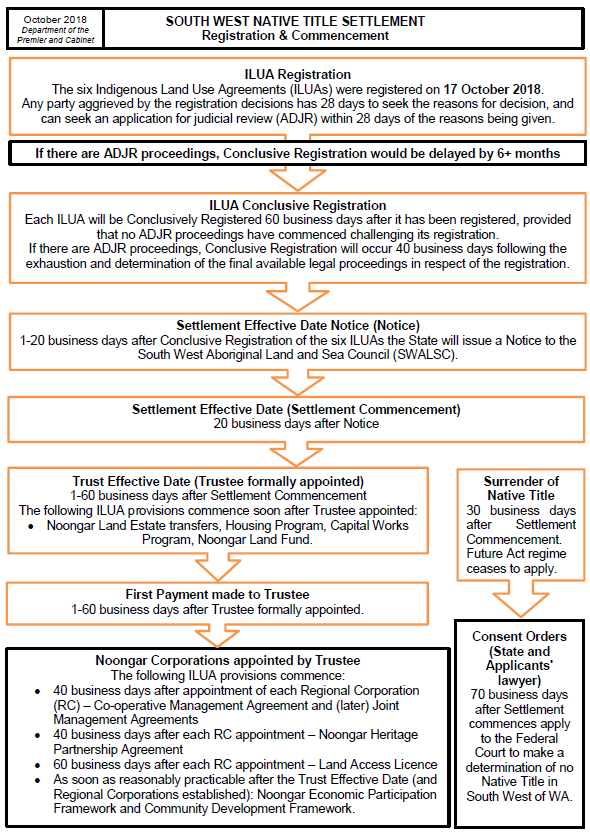 October 2018
Department of the
Premier and Cabinet
SOUTH WEST NATIVE TITLE SETTLEMENT
Registration & Commencement
ILUA Registration
The six Indigenous Land Use Agreements (ILUAs) were registered on 17 October 2018.
Any party aggrieved by the registration decisions has 28 days to seek the reasons for decision, and
can seek an application for judicial review (ADJR) within 28 days of the reasons being given.
If there are ADJR proceedings, Conclusive Registration would be delayed by 6+ months
ILUA Conclusive Registration
Each ILUA will be Conclusively Registered 60 business days after it has been registered, provided
that no ADJR proceedings have commenced challenging its registration.
If there are ADJR proceedings, Conclusive Registration will occur 40 business days following the
exhaustion and determination of the final available legal proceedings in respect of the registration.
Settlement Effective Date Notice (Notice)
1-20 business days after Conclusive Registration of the six ILUAs the State will issue a Notice to the
South West Aboriginal Land and Sea Council (SWALSC).
Settlement Effective Date (Settlement Commencement)
20 business days after Notice
Trust Effective Date (Trustee formally appointed)
1-60 business days after Settlement Commencement
The following ILUA provisions commence soon after Trustee appointed:
• Noongar Land Estate transfers, Housing Program, Capital Works
Program, Noongar Land Fund.
First Payment made to Trustee
1-60 business days after Trustee formally appointed.
Noongar Corporations appointed by Trustee
The following ILUA provisions commence:
• 40 business days after appointment of each Regional Corporation
(RC) – Co-operative Management Agreement and (later) Joint
Management Agreements
• 40 business days after each RC appointment – Noongar Heritage
Partnership Agreement
• 60 business days after each RC appointment – Land Access Licence
• As soon as reasonably practicable after the Trust Effective Date (and
Regional Corporations established): Noongar Economic Participation
Framework and Community Development Framework.
Surrender of
Native Title
30 business days
after Settlement
Commencement.
Future Act regime
ceases to apply.
Consent Orders
(State and
Applicants'
lawyer)
70 business days
after Settlement
commences apply
to the Federal
Court to make a
determination of no
Native Title in
South West of WA.